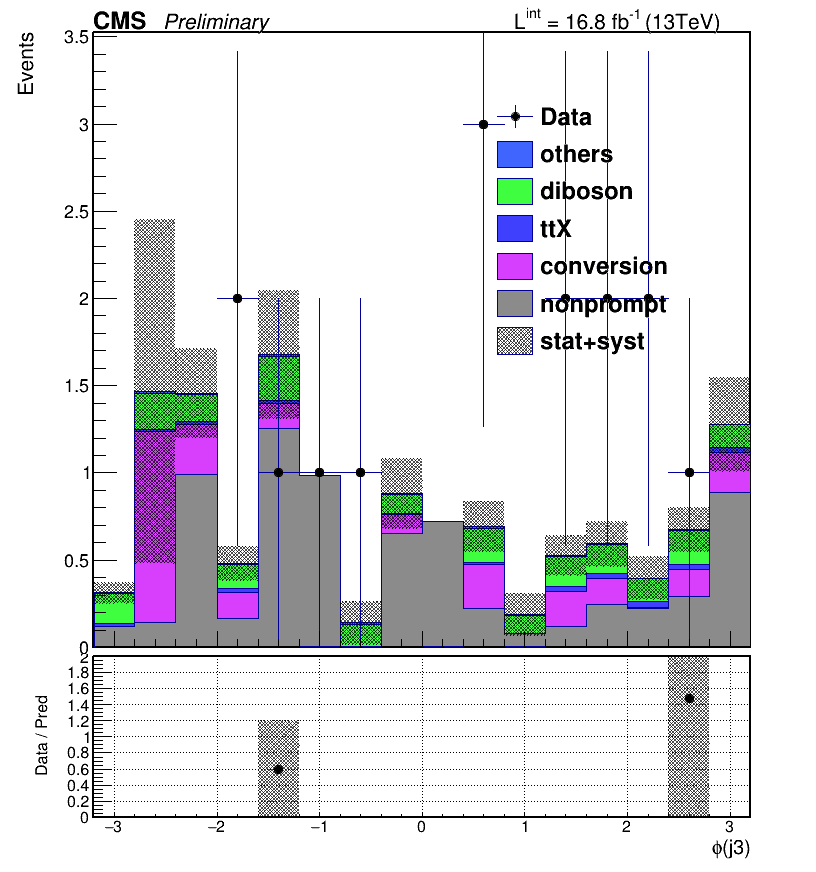 CMS Preliminary L^int = 16.8 fb^-1 (13TeV)
Events
3.5
3
2.5
2
1.5
1
0.5
0
Data
others
diboson
ttX
conversion
nonprompt
stat+syst
Data / Pred
2
1.8
1.6
1.4
1.2
1
0.8
0.6
0.4
0.2
0
−3 −2 −1 0 1 2 3
ϕ(j3)